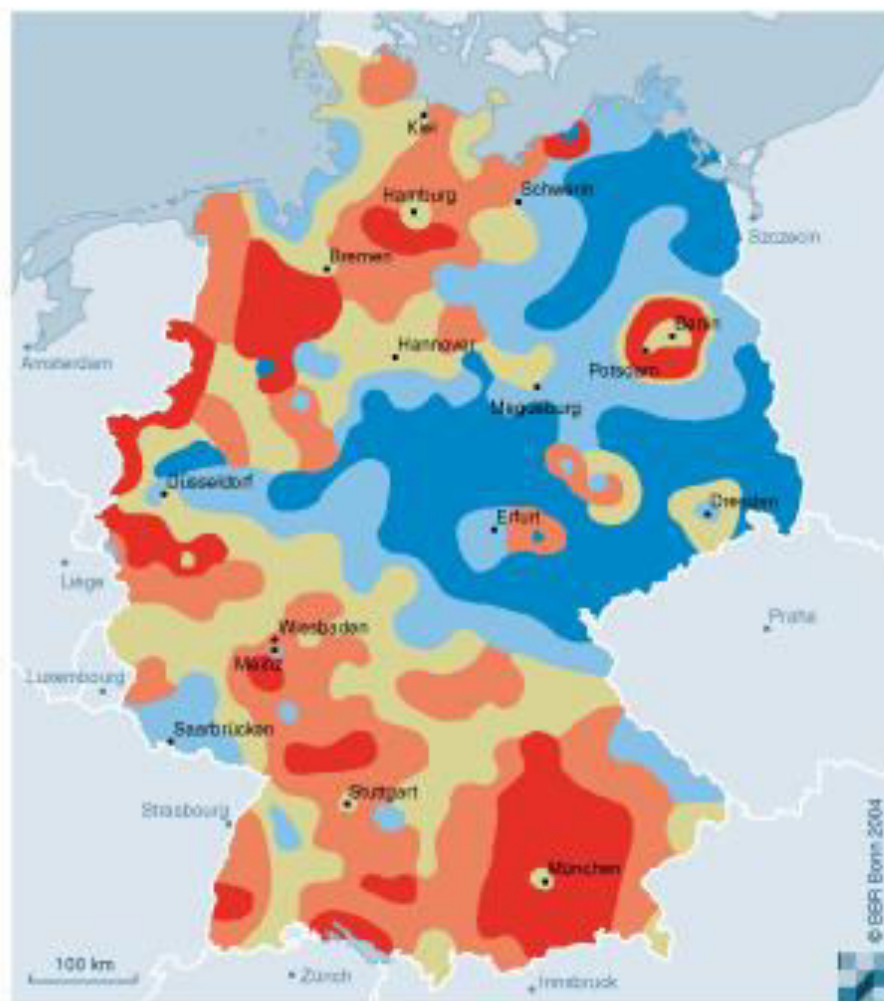 Kiel
Hamburg
Schwerin
Szczecin
Bremen
Berlin
Amsterdam
Hannover
Potsdam
Magdeburg
Düsseldorf
Dresden
Erfurt
Liège
Praha
Wiesbaden
Mainz
Luxembourg
Saarbrücken
Stuttgart
Strasbourg
München
© BBR Bonn 2004
100 km
Zürich
Innsbruck